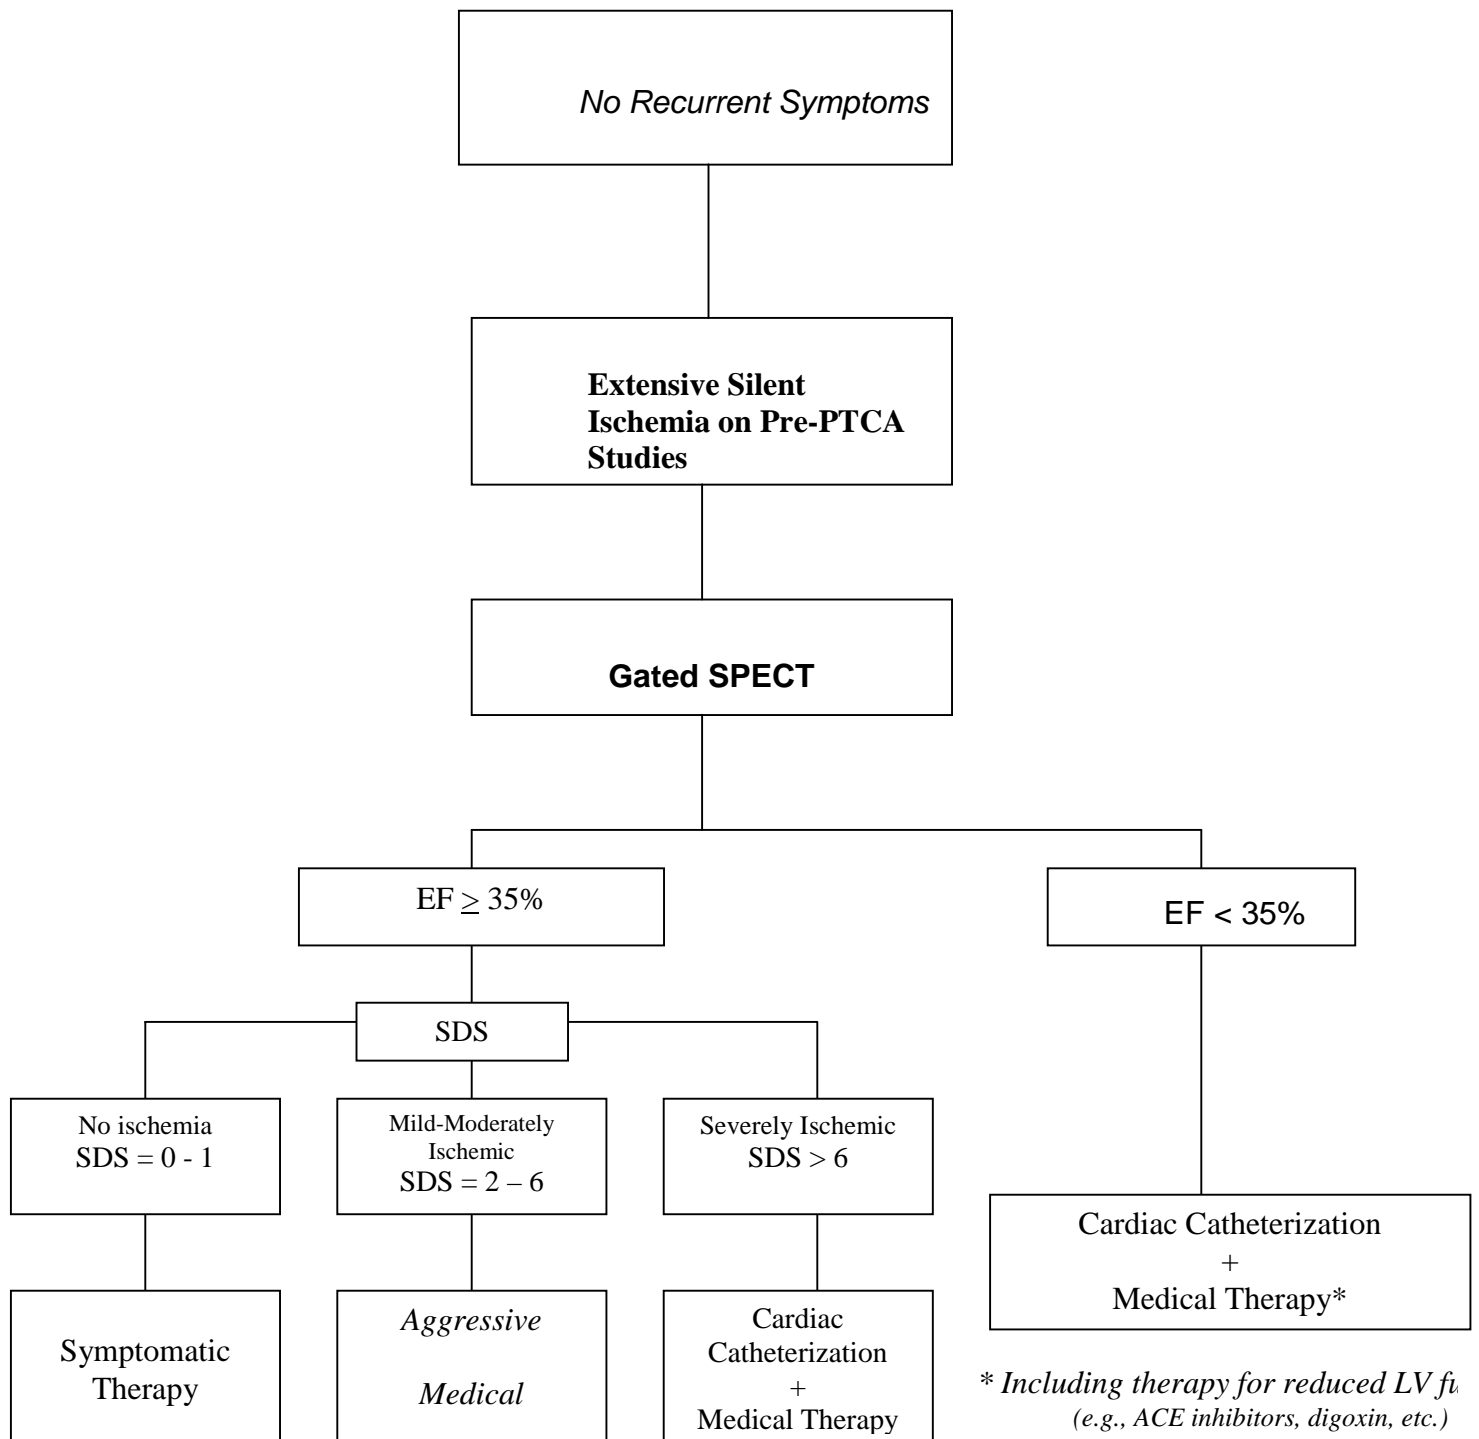 No Recurrent Symptoms
Extensive Silent
Ischemia on Pre-PTCA
Studies
Gated SPECT
EF ≥ 35%
EF < 35%
SDS
No ischemia
SDS = 0 - 1
Mild-Moderately
Ischemic
SDS = 2 – 6
Severely Ischemic
SDS > 6
Cardiac Catheterization
+
Medical Therapy*
Symptomatic
Therapy
Aggressive
Medical
Cardiac
Catheterization
+
Medical Therapy
* Including therapy for reduced LV
(e.g., ACE inhibitors, digoxin, etc.)